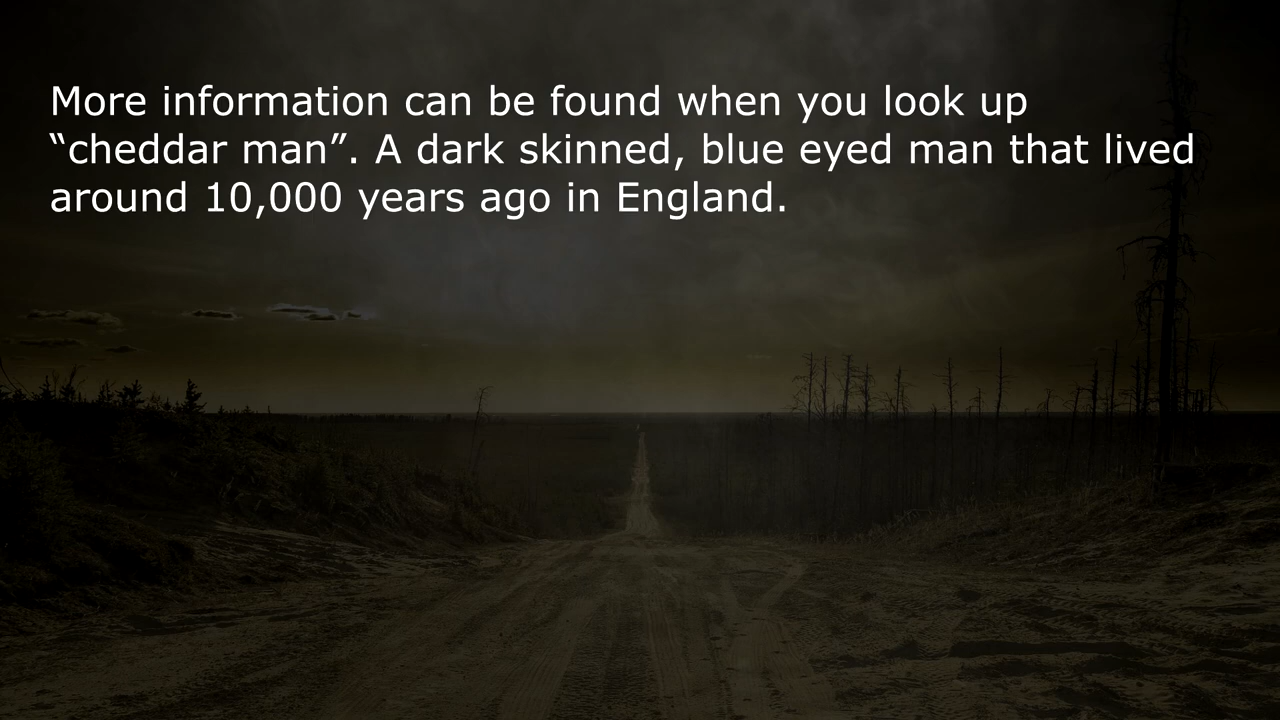 More information can be found when you look up
“cheddar man”. A dark skinned, blue eyed man that lived
around 10,000 years ago in England.